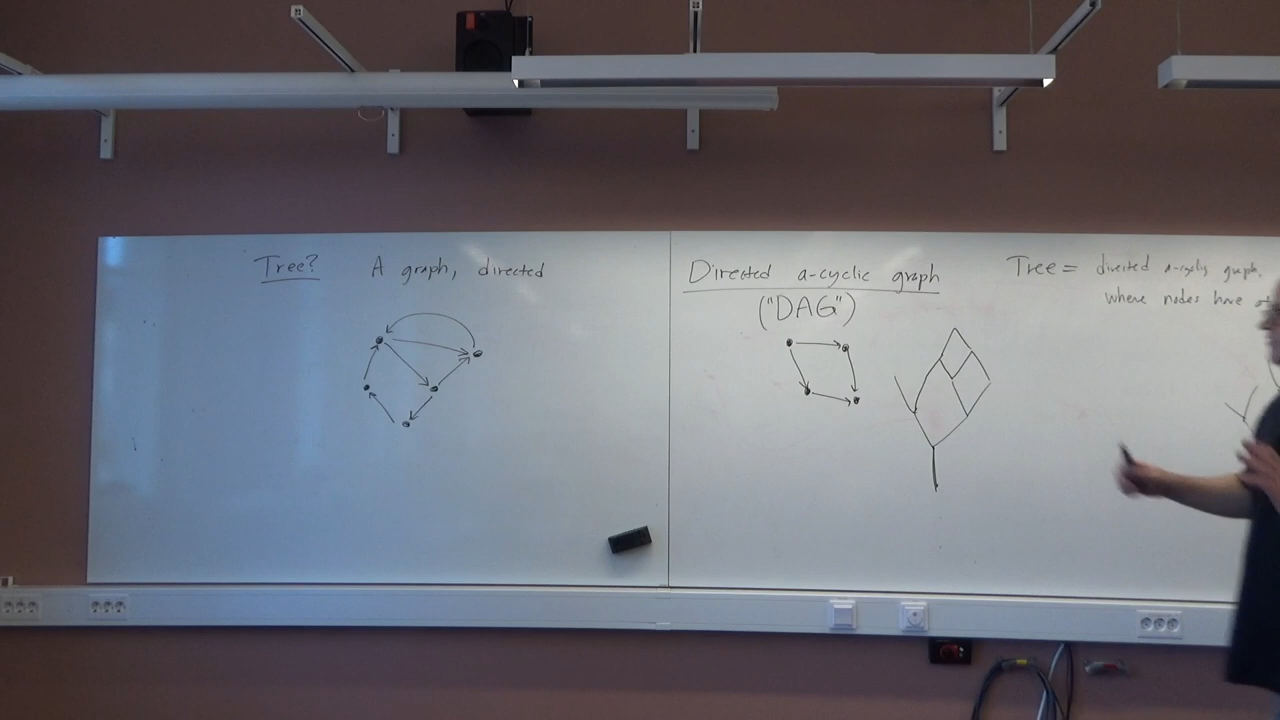 Tree? A graph, directed
Directed a-cyclic graph
("DAG")
Tree = directed a-cyclic graph,
where nodes have